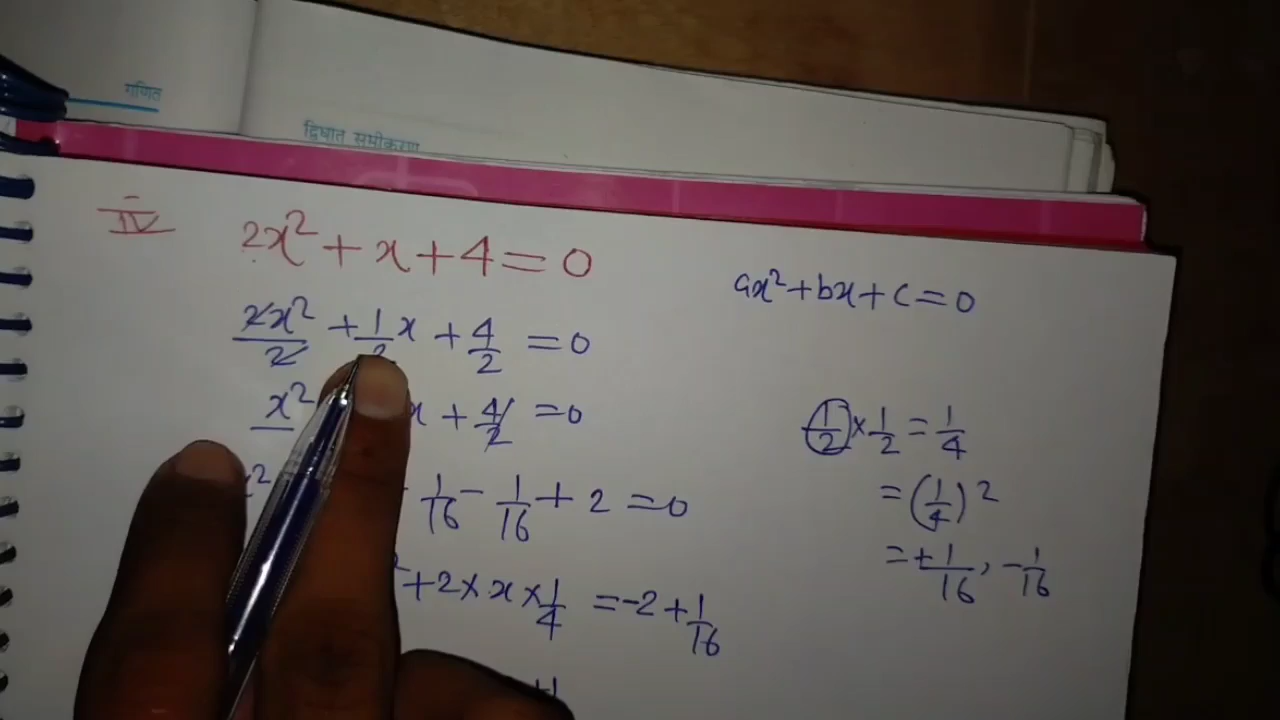 गणित
द्विघात समीकरण
IV 2x² + x + 4 = 0
ax² + bx + c = 0
2x²/2 + 1/2 x + 4/2 = 0
x² x + 4/2 = 0
1/2 × 1/2 = 1/4
x² 1/16 - 1/16 + 2 = 0
= (1/4)²
= +1/16, -1/16
² + 2 × x × 1/4 = -2 + 1/16